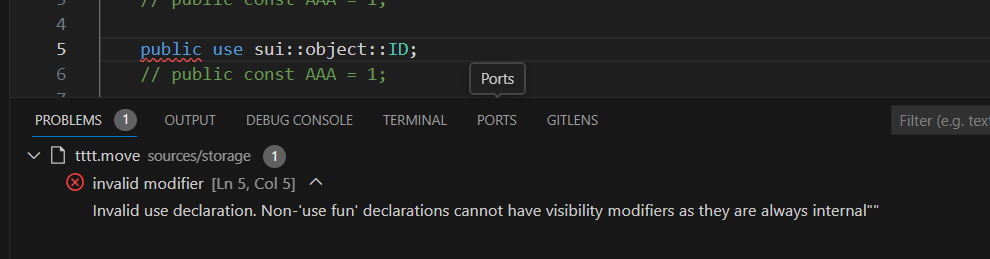 3 // public const AAA = 1;
4
5 public use sui::object::ID;
6 // public const AAA = 1;
Ports
PROBLEMS 1 OUTPUT DEBUG CONSOLE TERMINAL PORTS GITLENS Filter (e.g. tex
tttt.move sources/storage 1
invalid modifier [Ln 5, Col 5]
Invalid use declaration. Non-'use fun' declarations cannot have visibility modifiers as they are always internal""